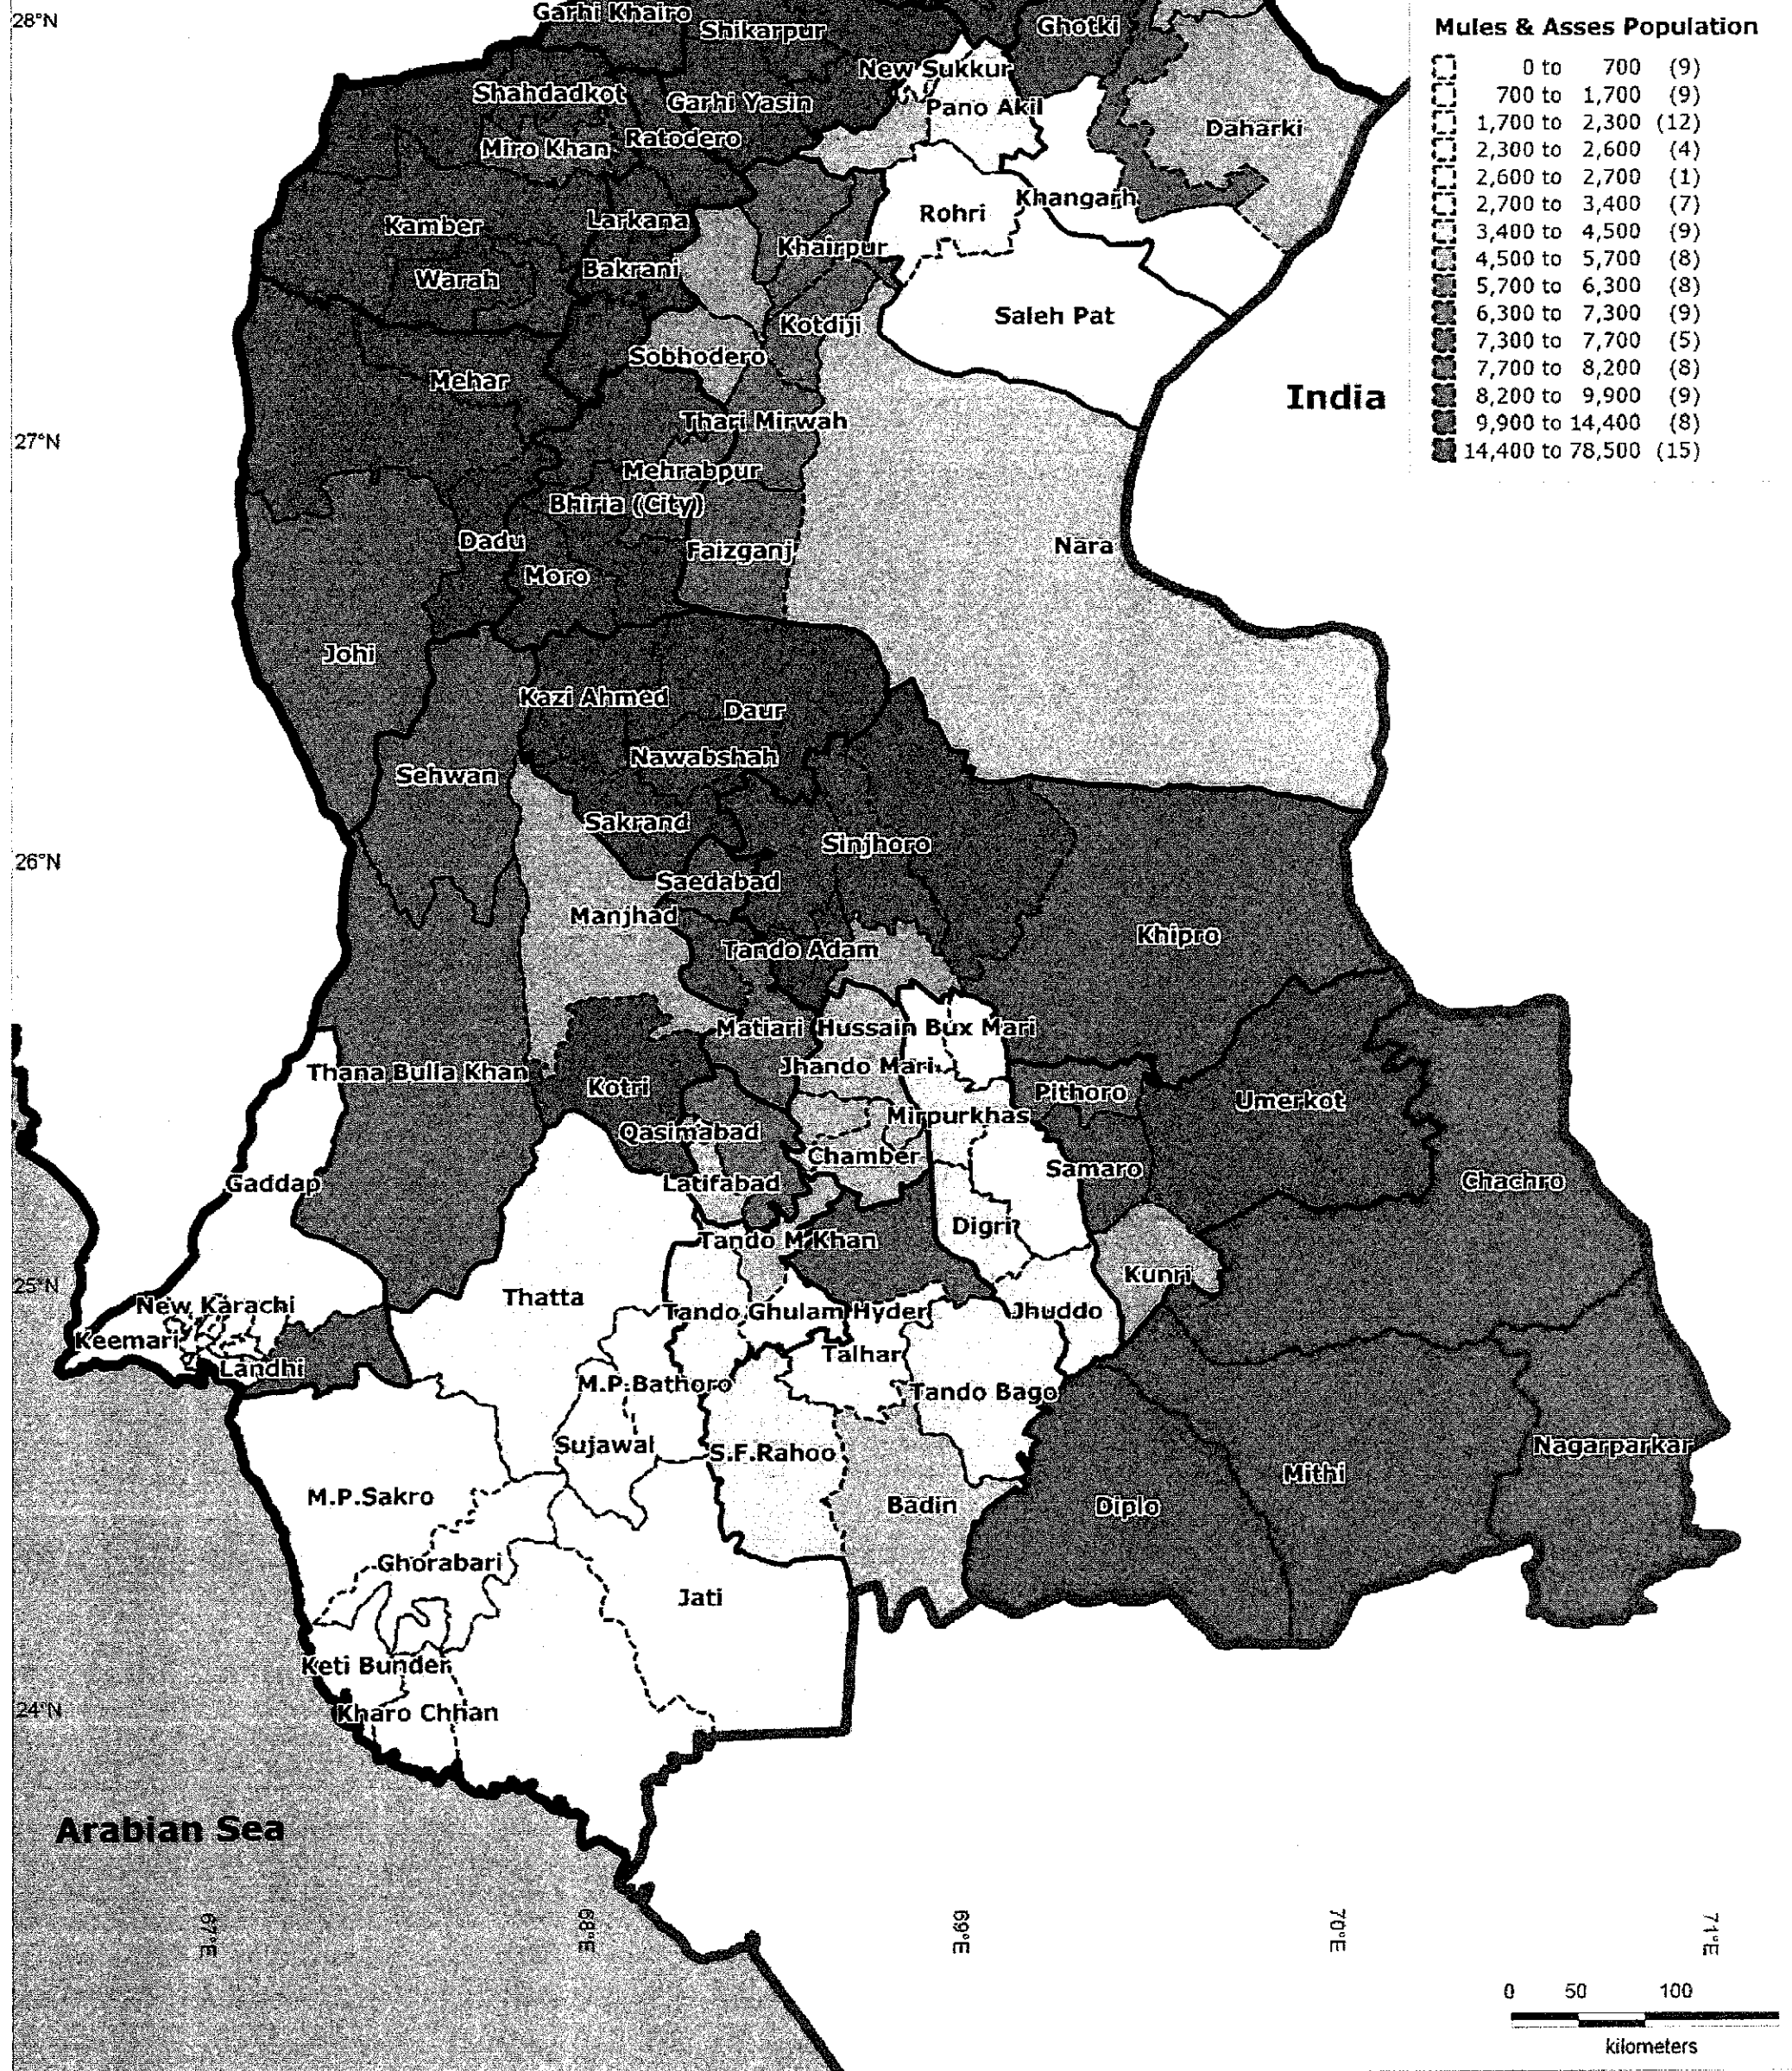 28°N
Garhi Khairo
Shikarpur
Ghotki
Mules & Asses Population
0 to 700 (9)
700 to 1,700 (9)
1,700 to 2,300 (12)
2,300 to 2,600 (4)
2,600 to 2,700 (1)
2,700 to 3,400 (7)
3,400 to 4,500 (9)
4,500 to 5,700 (8)
5,700 to 6,300 (8)
6,300 to 7,300 (9)
7,300 to 7,700 (5)
7,700 to 8,200 (8)
8,200 to 9,900 (9)
9,900 to 14,400 (8)
14,400 to 78,500 (15)
New Sukkur
Shahdadkot
Garhi Yasin
Pano Akil
Daharki
Miro Khan
Ratodero
Kamber
Larkana
Rohri
Khangarh
Khairpur
Warah
Bakrani
Saleh Pat
Kotdiji
Sobhodero
Mehar
India
Thari Mirwah
27°N
Mehrabpur
Bhiria (City)
Dadu
Faizganj
Nara
Moro
Johi
Kazi Ahmed
Daur
Nawabshah
Sehwan
Sakrand
Sinjhoro
26°N
Saedabad
Manjhad
Khipro
Tando Adam
Matiari
Hussain Bux Mari
Thana Bulla Khan
Jhando Mari
Kotri
Pithoro
Umerkot
Mirpurkhas
Qasimabad
Chamber
Samaro
Gaddap
Latifabad
Chachro
Digri
Tando M Khan
Kunri
25°N
Thatta
New Karachi
Tando Ghulam Hyder
Jhuddo
Keemari
Talhar
Landhi
M.P.Bathoro
Tando Bago
Sujawal
S.F.Rahoo
Nagarparkar
Mithi
M.P.Sakro
Badin
Diplo
Ghorabari
Jati
Keti Bunder
24°N
Kharo Chhan
Arabian Sea
67°E
68°E
69°E
70°E
71°E
0 50 100
kilometers